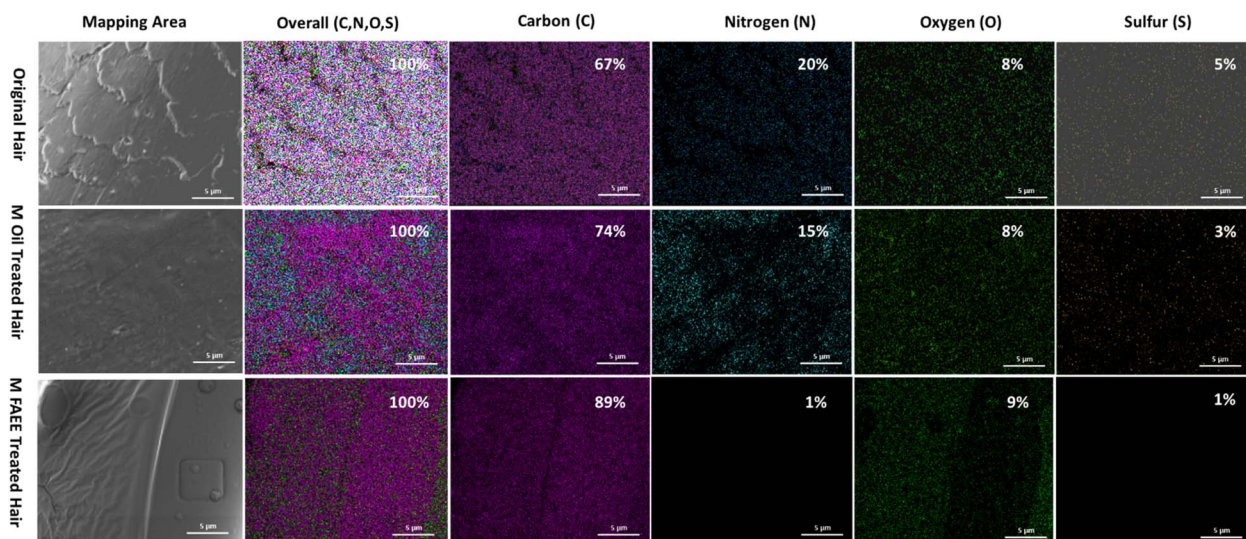 Mapping Area Overall (C,N,O,S) Carbon (C) Nitrogen (N) Oxygen (O) Sulfur (S)
Original Hair
100% 67% 20% 8% 5%
5 µm 5 µm 5 µm 5 µm 5 µm 5 µm
M Oil Treated Hair
100% 74% 15% 8% 3%
5 µm 5 µm 5 µm 5 µm 5 µm 5 µm
M FAEE Treated Hair
100% 89% 1% 9% 1%
5 µm 5 µm 5 µm 5 µm 5 µm 5 µm